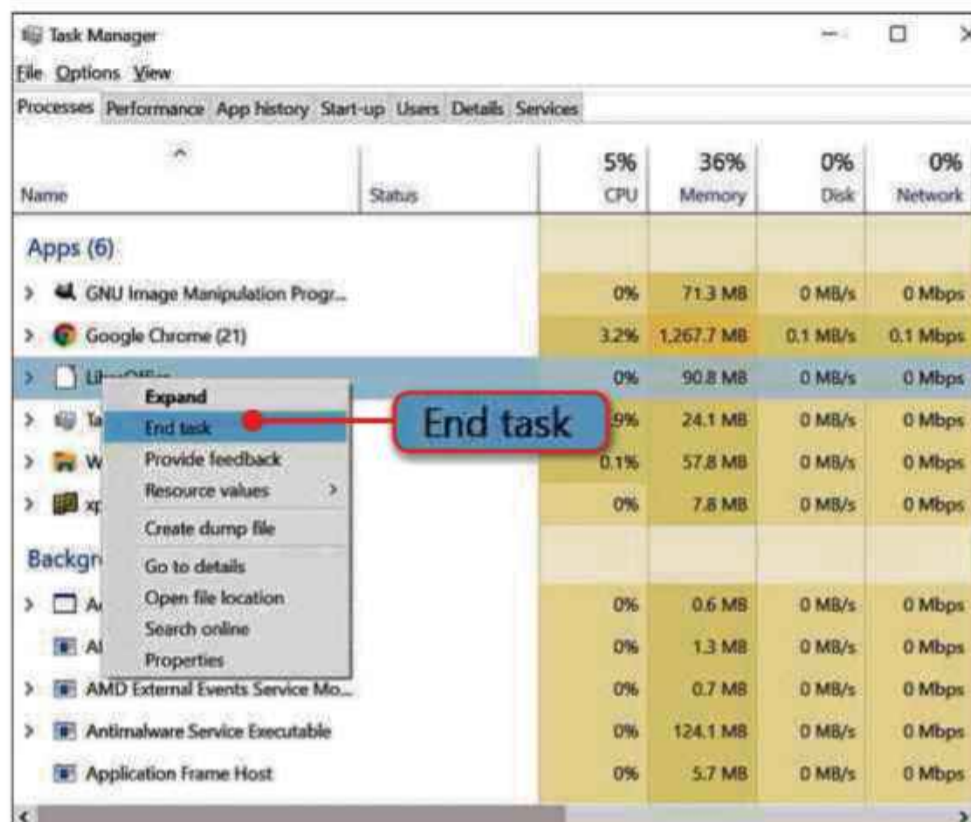 Task Manager
File Options View
Processes Performance App history Start-up Users Details Services
5% 36% 0% 0%
Name Status CPU Memory Disk Network
Apps (6)
GNU Image Manipulation Progr... 0% 71.3 MB 0 MB/s 0 Mbps
Google Chrome (21) 3.2% 1,267.7 MB 0.1 MB/s 0.1 Mbps
0% 90.8 MB 0 MB/s 0 Mbps
Expand
Ta 9% 24.1 MB 0 MB/s 0 Mbps
End task
End task
W 0.1% 57.8 MB 0 MB/s 0 Mbps
Provide feedback
Resource values
xp 0% 7.8 MB 0 MB/s 0 Mbps
Create dump file
Backgr
Go to details
Open file location
0% 0.6 MB 0 MB/s 0 Mbps
Search online
0% 1.3 MB 0 MB/s 0 Mbps
Properties
AMD External Events Service Mo... 0% 0.7 MB 0 MB/s 0 Mbps
Antimalware Service Executable 0% 124.1 MB 0 MB/s 0 Mbps
Application Frame Host 0% 5.7 MB 0 MB/s 0 Mbps